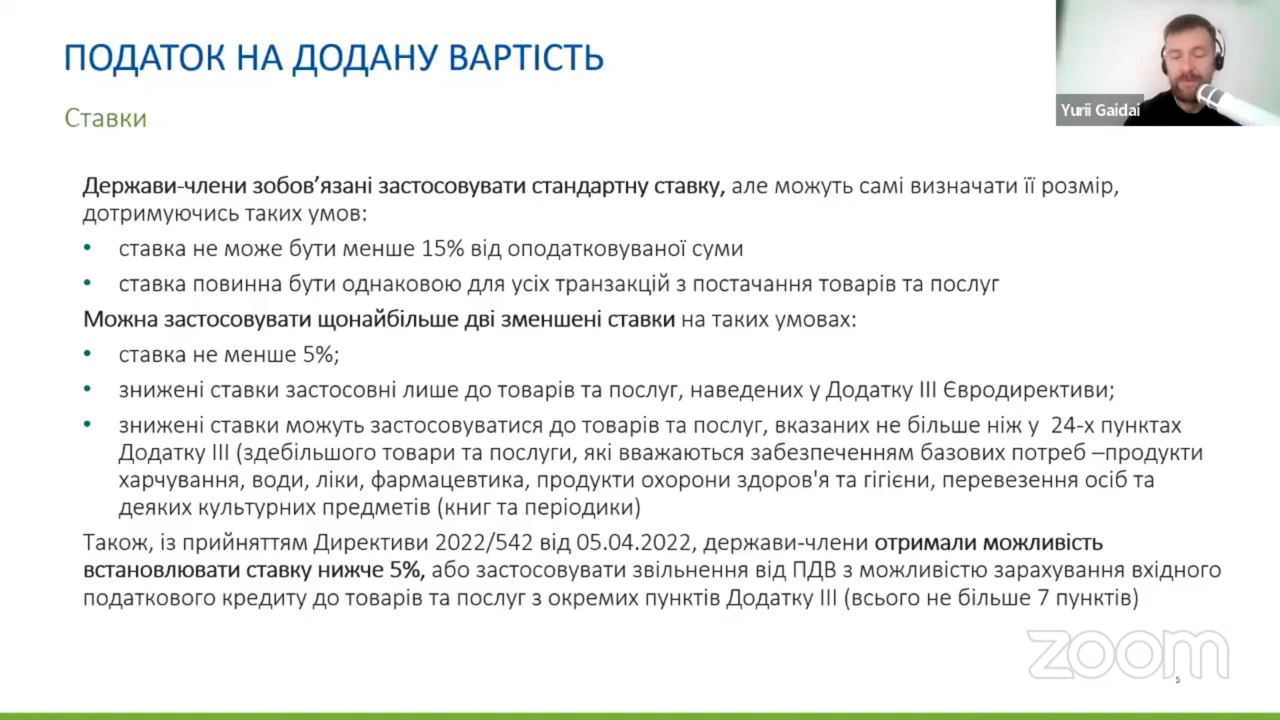 ПОДАТОК НА ДОДАНУ ВАРТІСТЬ
Yurii Gaidai
Ставки
Держави-члени зобов’язані застосовувати стандартну ставку, але можуть самі визначати її розмір,
дотримуючись таких умов:
• ставка не може бути менше 15% від оподатковуваної суми
• ставка повинна бути однаковою для усіх транзакцій з постачання товарів та послуг
Можна застосовувати щонайбільше дві зменшені ставки на таких умовах:
• ставка не менше 5%;
• знижені ставки застосовні лише до товарів та послуг, наведених у Додатку III Євродирективи;
• знижені ставки можуть застосовуватися до товарів та послуг, вказаних не більше ніж у 24-х пунктах
Додатку III (здебільшого товари та послуги, які вважаються забезпеченням базових потреб –продукти
харчування, води, ліки, фармацевтика, продукти охорони здоров'я та гігієни, перевезення осіб та
деяких культурних предметів (книг та періодики)
Також, із прийняттям Директиви 2022/542 від 05.04.2022, держави-члени отримали можливість
встановлювати ставку нижче 5%, або застосовувати звільнення від ПДВ з можливістю зарахування вхідного
податкового кредиту до товарів та послуг з окремих пунктів Додатку III (всього не більше 7 пунктів)
zoom
5